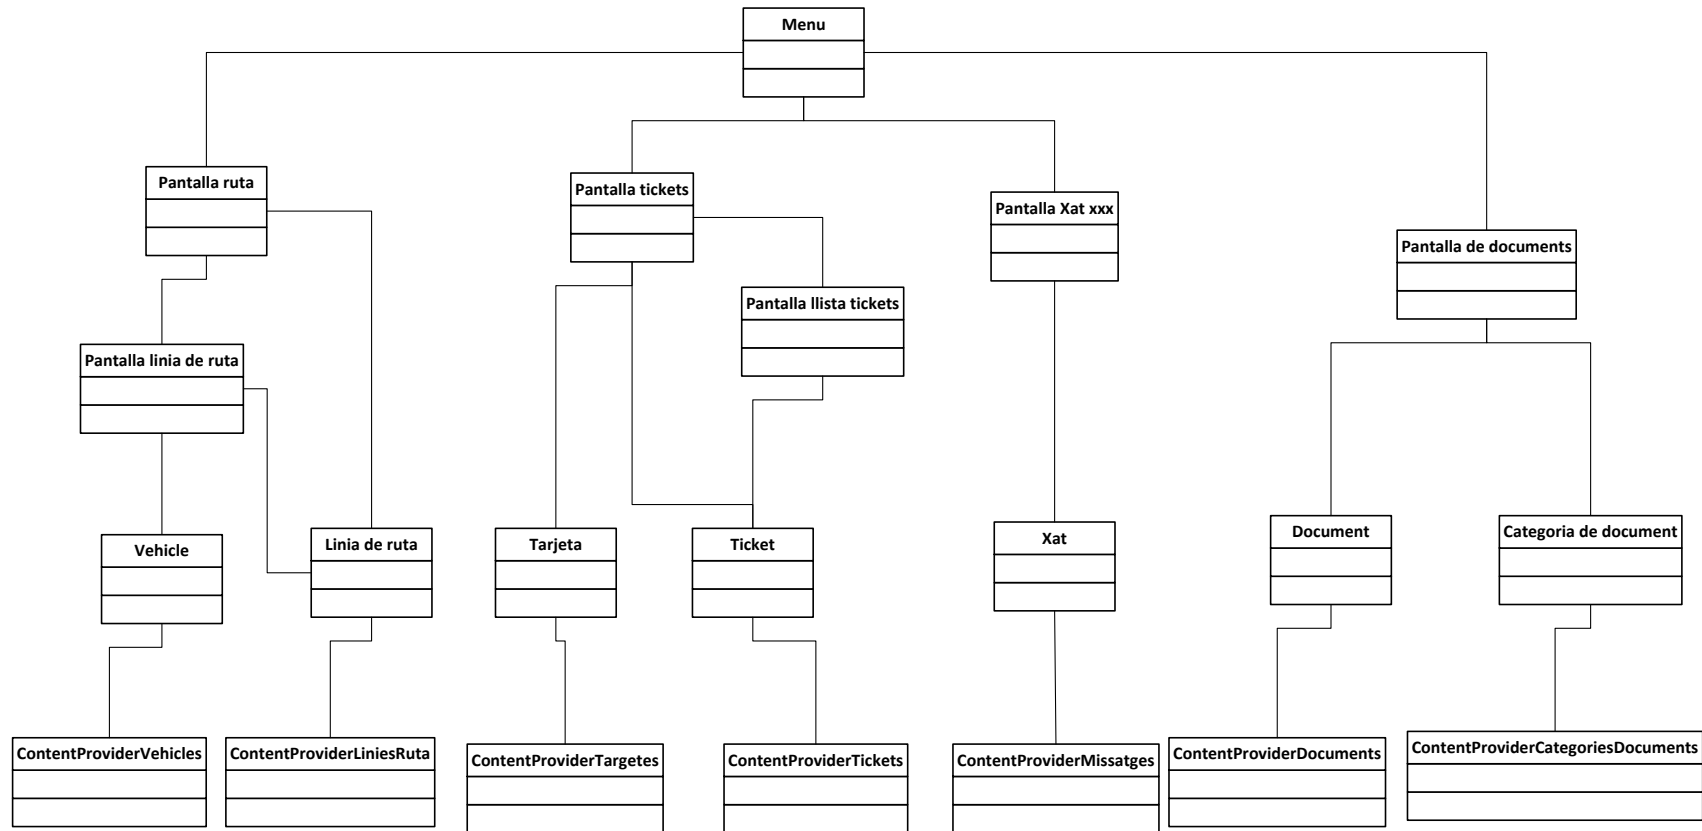 Menu
Pantalla ruta
Pantalla tickets
Pantalla Xat xxx
Pantalla de documents
Pantalla llista tickets
Pantalla linia de ruta
Vehicle
Linia de ruta
Tarjeta
Ticket
Xat
Document
Categoria de document
ContentProviderVehicles
ContentProviderLiniesRuta
ContentProviderTargetes
ContentProviderTickets
ContentProviderMissatges
ContentProviderDocuments
ContentProviderCategoriesDocuments